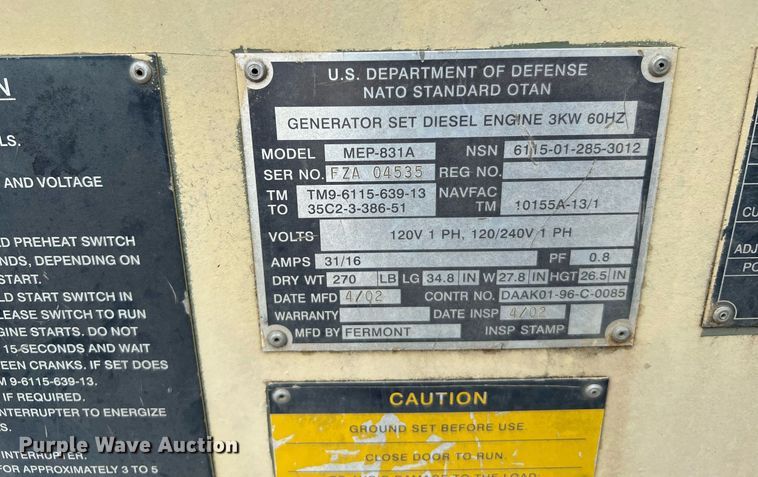 N
LS.
AND VOLTAGE
D PREHEAT SWITCH
NDS, DEPENDING ON
START.
LD START SWITCH IN
LEASE SWITCH TO RUN
GINE STARTS. DO NOT
15-SECONDS AND WAIT
EEN CRANKS. IF SET DOES
M 9-6115-639-13.
IF REQUIRED.
INTERRUPTER TO ENERGIZE
S.
INTERRUPTER.
FOR APPROXIMATELY 3 TO 5
U.S. DEPARTMENT OF DEFENSE
NATO STANDARD OTAN
GENERATOR SET DIESEL ENGINE 3KW 60HZ
MODEL MEP-831A NSN 6115-01-285-3012
SER NO. FZA 04535 REG NO.
TM TM9-6115-639-13 NAVFAC
TO 35C2-3-386-51 TM 10155A-13/1
VOLTS 120V 1 PH, 120/240V 1 PH
AMPS 31/16 PF 0.8
DRY WT 270 LB LG 34.8 IN W 27.8 IN HGT 26.5 IN
DATE MFD 4/02 CONTR NO. DAAK01-96-C-0085
WARRANTY DATE INSP 4/02
MFD BY FERMONT INSP STAMP
CAUTION
GROUND SET BEFORE USE
CLOSE DOOR TO RUN.
CU
ADJ
PO
Purple Wave Auction